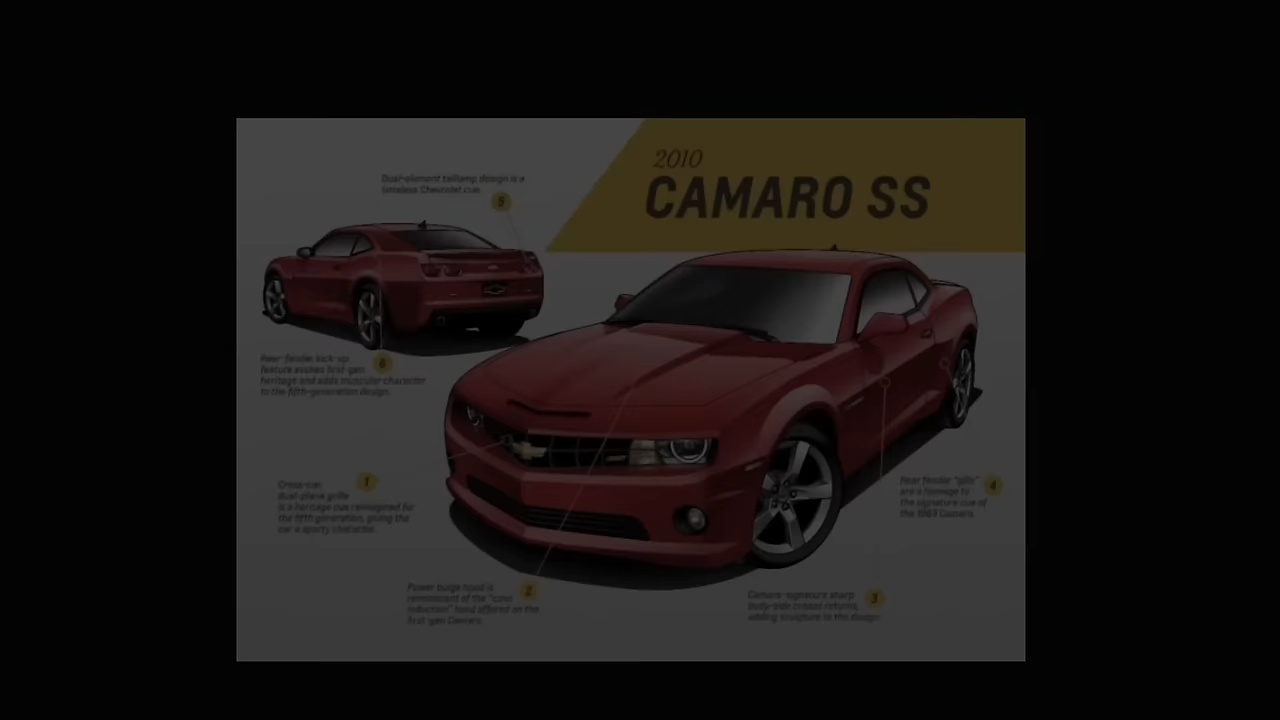 2010
CAMARO SS
Dual-element taillamp design is a
timeless Chevrolet cue.
5
Rear-fender kick-up
feature evokes first-gen
6
heritage and adds muscular character
to the fifth-generation design.
1
Cross-car,
dual-plane grille
is a heritage cue reimagined for
the fifth generation, giving the
car a sporty character.
Power bulge hood is
reminiscent of the "cowl
2
induction" hood offered on the
first-gen Camaro.
Camaro-signature sharp
body-side crease returns,
3
adding sculpture to the design.
Rear fender "gills"
are a homage to
4
the signature cue of
the 1969 Camaro.